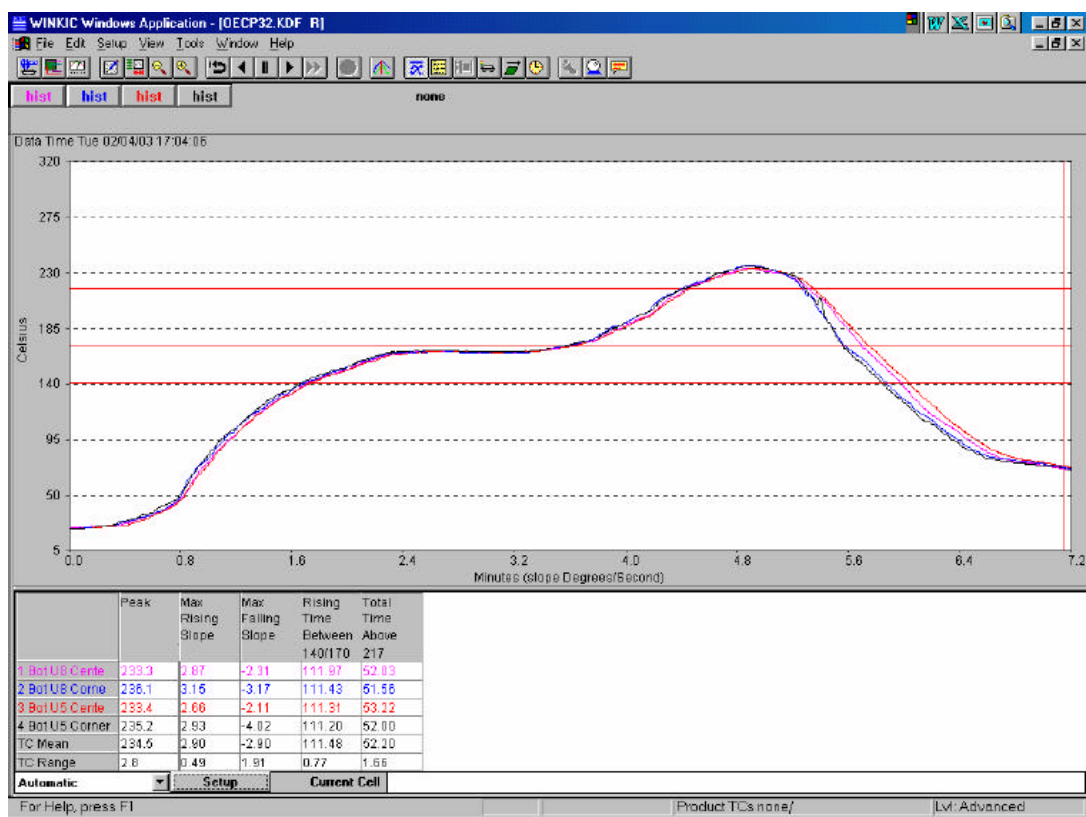 WINKIC Windows Application - [OECP32.KDF R]
File Edit Setup View Tools Window Help
hist hist hist hist none
Data Time Tue 02/04/03 17:04:06
320
275
230
185
140
95
50
5
Celsius
0.0 0.8 1.6 2.4 3.2 4.0 4.8 5.6 6.4 7.2
Minutes (slope Degrees/Second)
Peak Max Rising Slope Max Falling Slope Rising Time Between 140/170 Total Time Above 217
1 Bot U8 Cente 233.3 2.87 -2.31 111.97 52.03
2 Bot U8 Corne 236.1 3.15 -3.17 111.43 51.56
3 Bot U5 Cente 233.4 2.66 -2.11 111.31 53.22
4 Bot U5 Corner 235.2 2.93 -4.02 111.20 52.00
TC Mean 234.5 2.90 -2.90 111.48 52.20
TC Range 2.8 0.49 1.91 0.77 1.66
Automatic Setup Current Cell
For Help, press F1 Product TCs none/ Lvl: Advanced